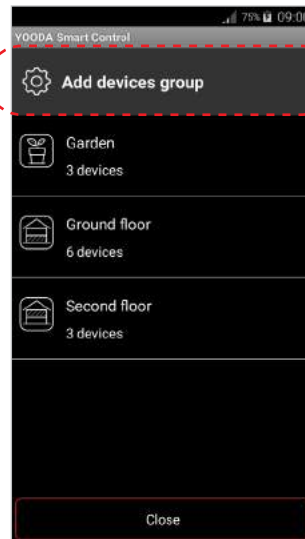 75% 09:00
YOODA Smart Control
Add devices group
Garden
3 devices
Ground floor
6 devices
Second floor
3 devices
Close